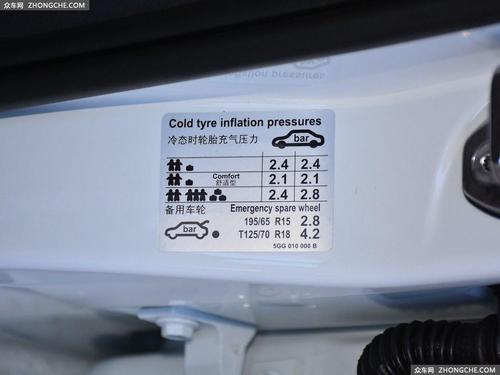 众车网 ZHONGCHE.COM
Cold tyre inflation pressures
冷态时轮胎充气压力
bar
2.4 2.4
Comfort
舒适型
2.1 2.1
2.4 2.8
备用车轮 Emergency spare wheel
195/65 R15 2.8
bar
T125/70 R18 4.2
5GG 010 000 B
众车网 ZHONGCHE.COM